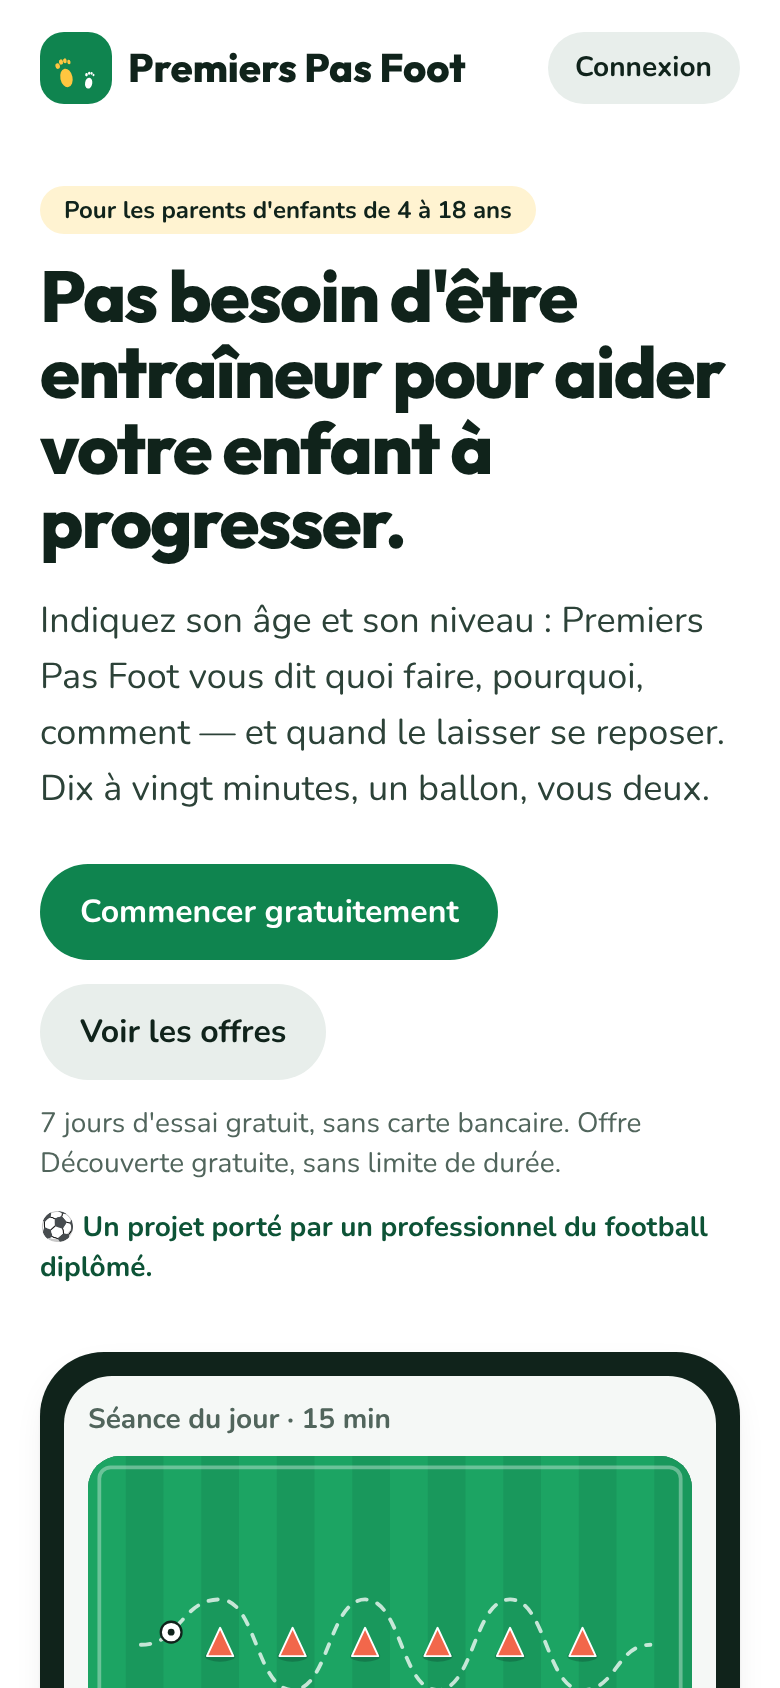 Premiers Pas Foot
Connexion
Pour les parents d'enfants de 4 à 18 ans
Pas besoin d'être
entraîneur pour aider
votre enfant à
progresser.
Indiquez son âge et son niveau : Premiers
Pas Foot vous dit quoi faire, pourquoi,
comment — et quand le laisser se reposer.
Dix à vingt minutes, un ballon, vous deux.
Commencer gratuitement
Voir les offres
7 jours d'essai gratuit, sans carte bancaire. Offre
Découverte gratuite, sans limite de durée.
⚽ Un projet porté par un professionnel du football
diplômé.
Séance du jour · 15 min